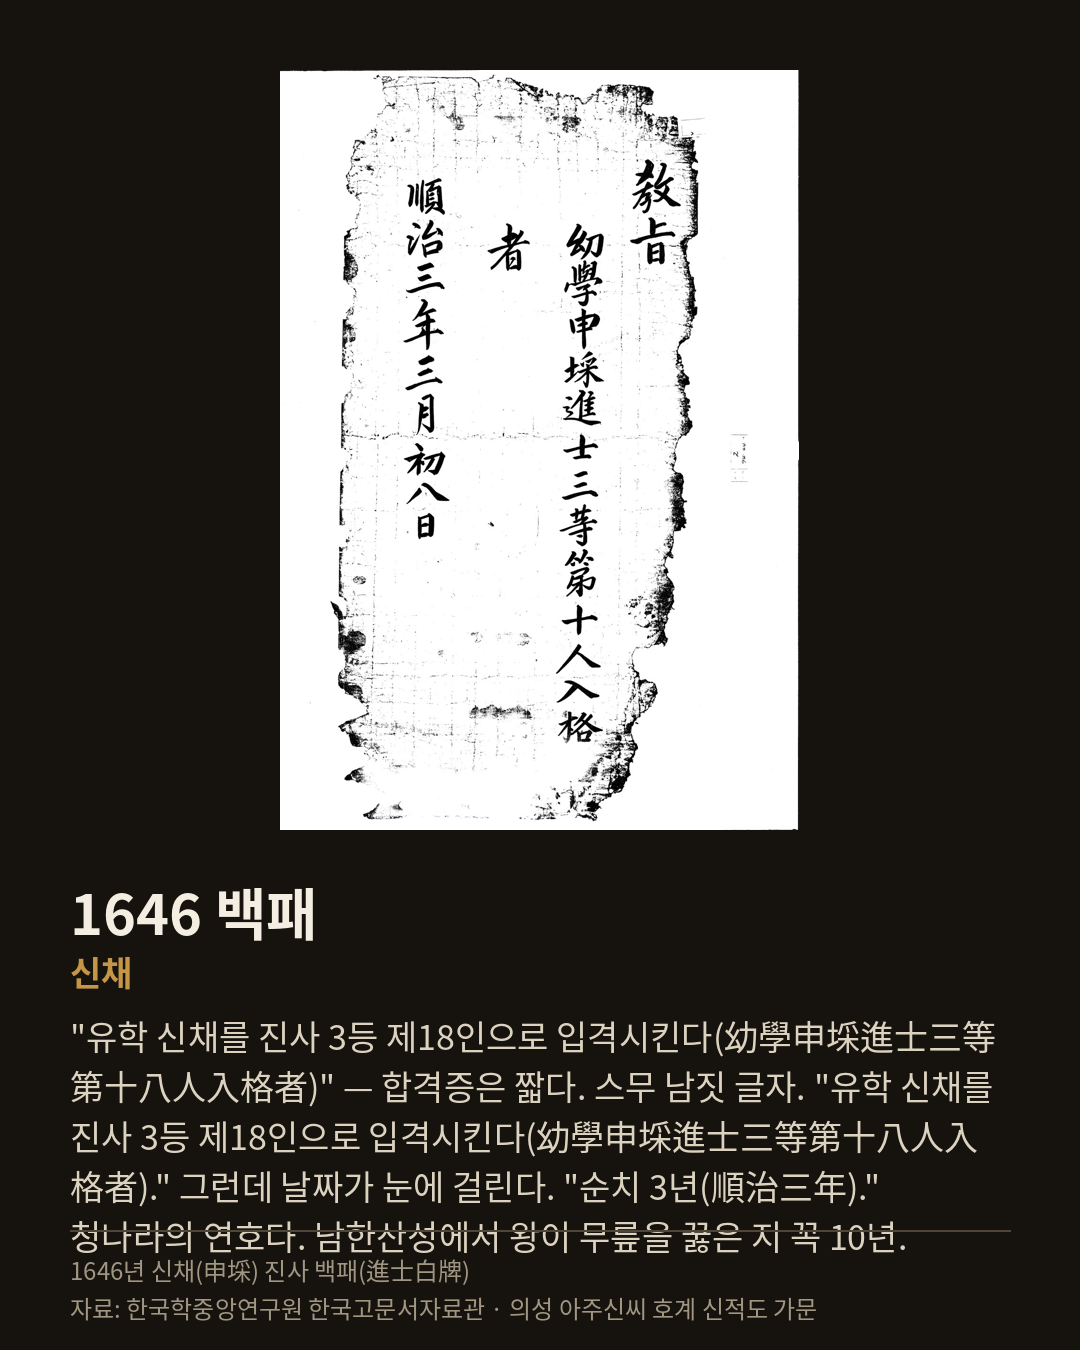 教旨
幼學申埰進士三等第十人入格
者
順治三年三月初八日
1646 백패
신채
"유학 신채를 진사 3등 제18인으로 입격시킨다(幼學申埰進士三等
第十八人入格者)" — 합격증은 짧다. 스무 남짓 글자. "유학 신채를
진사 3등 제18인으로 입격시킨다(幼學申埰進士三等第十八人入
格者)." 그런데 날짜가 눈에 걸린다. "순치 3년(順治三年)."
청나라의 연호다. 남한산성에서 왕이 무릎을 꿇은 지 꼭 10년.
1646년 신채(申埰) 진사 백패(進士白牌)
자료: 한국학중앙연구원 한국고문서자료관 · 의성 아주신씨 호계 신적도 가문